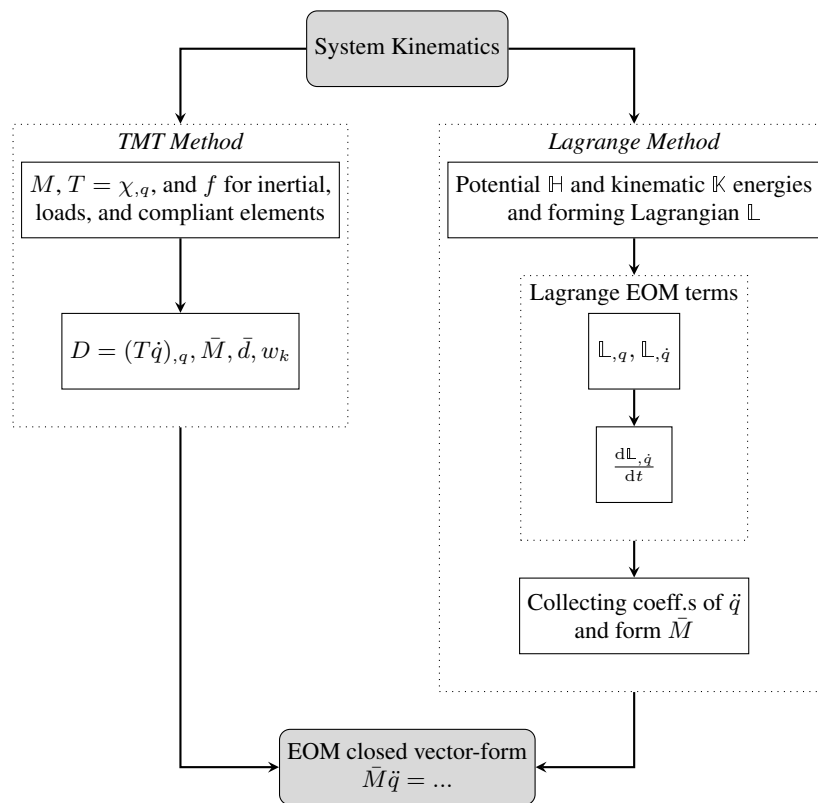 System Kinematics
TMT Method
M, T = χ,q, and f for inertial,
loads, and compliant elements
D = (Tq̇),q, M̄, d̄, wk
Lagrange Method
Potential ℍ and kinetic 𝕂 energies
and forming Lagrangian 𝕃
Lagrange EOM terms
𝕃,q, 𝕃,q̇
d𝕃,q̇
dt
Collecting coeff.s of q̈
and form M̄
EOM closed vector-form
M̄q̈ = ...